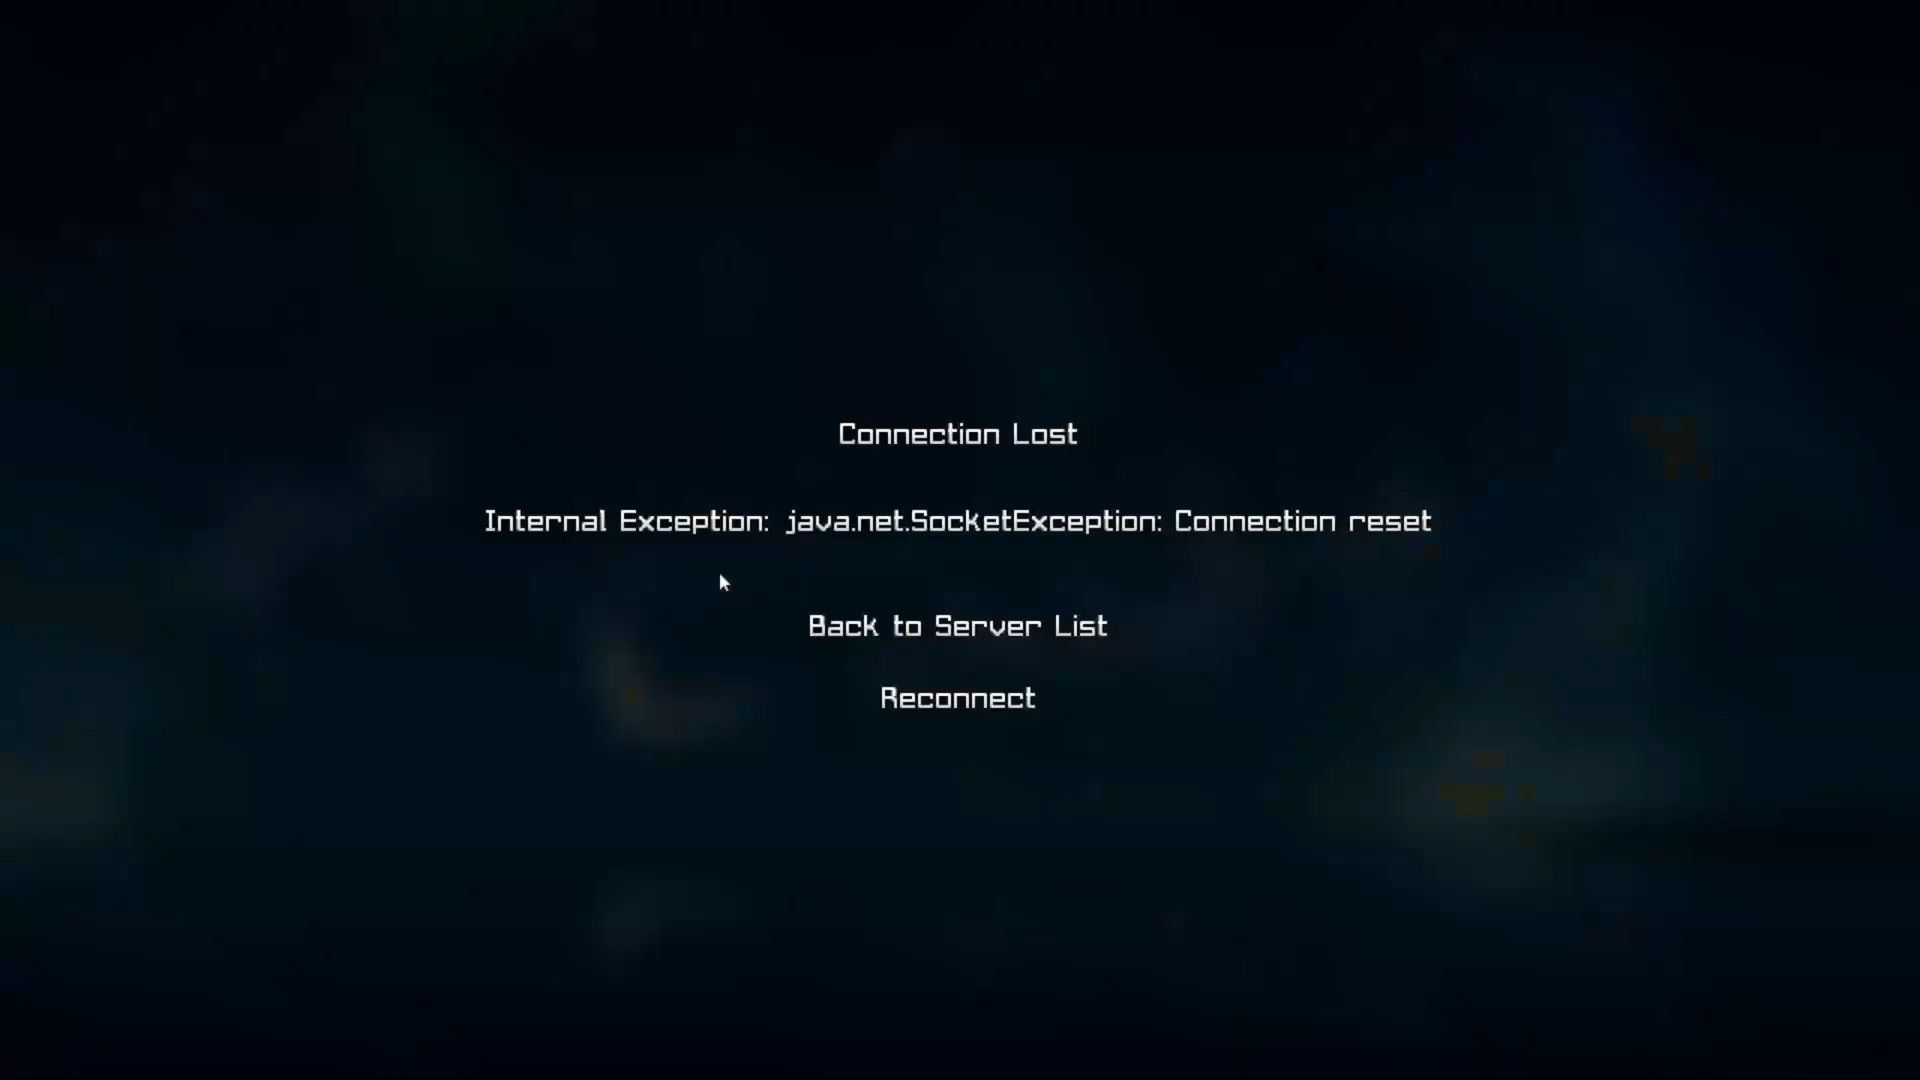 Connection Lost
Internal Exception: java.net.SocketException: Connection reset
Back to Server List
Reconnect